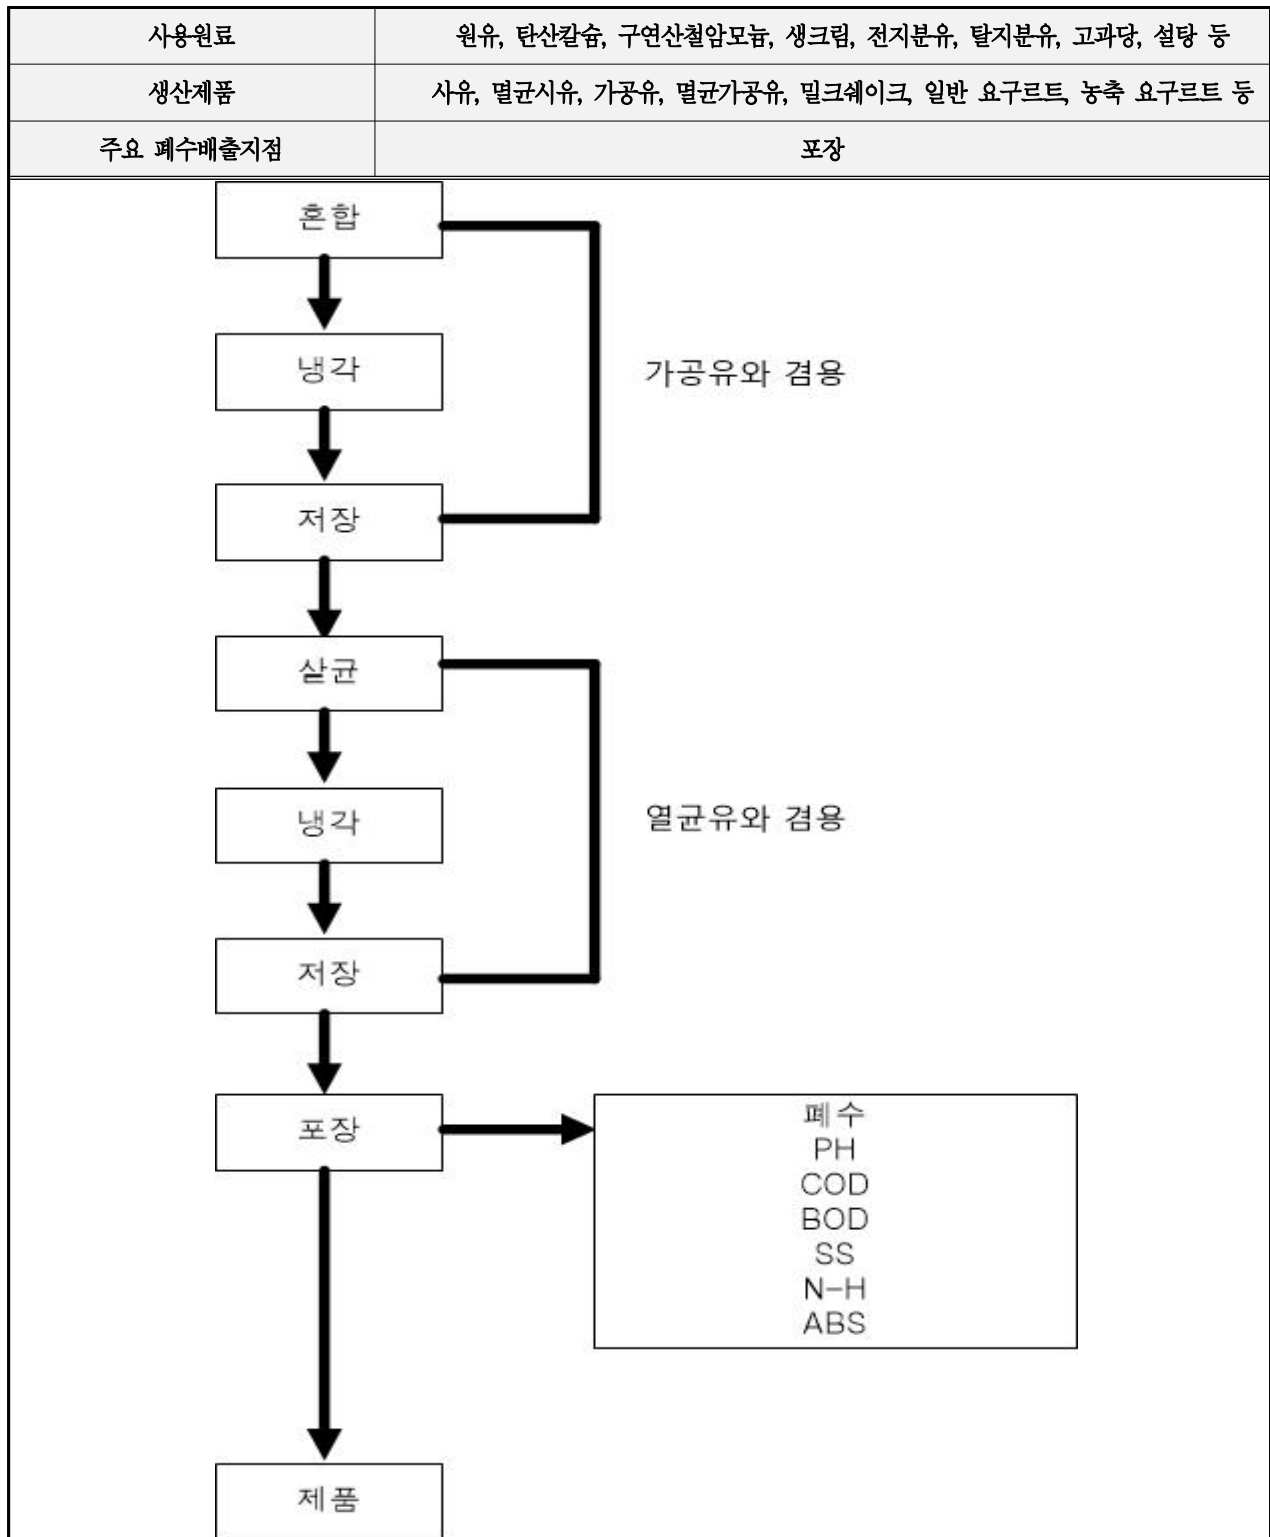 사용원료 원유, 탄산칼슘, 구연산철암모늄, 생크림, 전지분유, 탈지분유, 고과당, 설탕 등
생산제품 사유, 멸균시유, 가공유, 멸균가공유, 밀크쉐이크, 일반 요구르트, 농축 요구르트 등
주요 폐수배출지점 포장
혼합
냉각
가공유와 겸용
저장
살균
냉각
열균유와 겸용
저장
포장
폐수
PH
COD
BOD
SS
N-H
ABS
제품